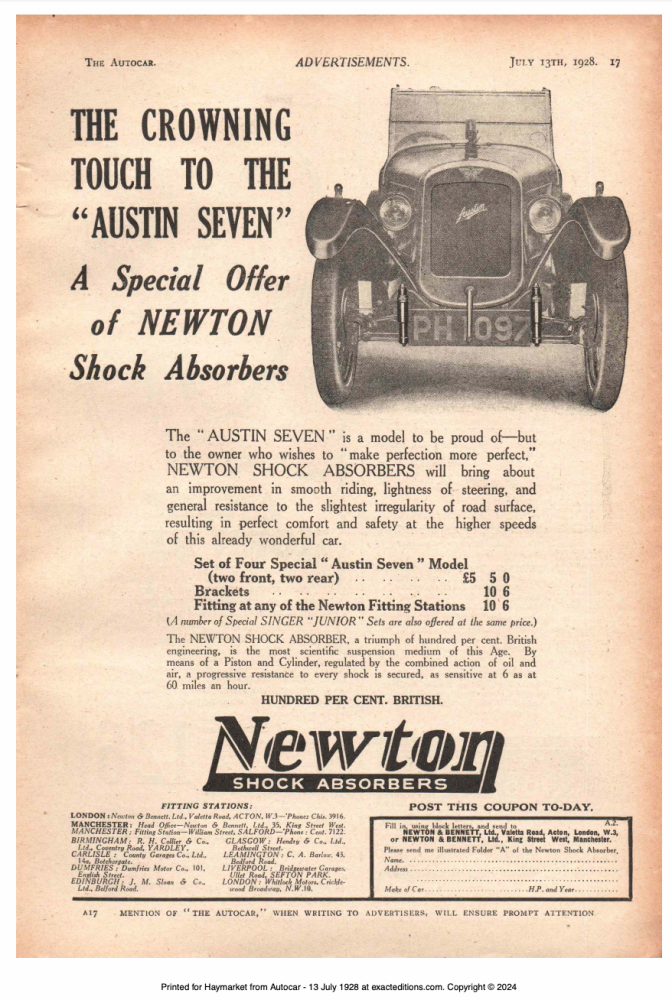 THE AUTOCAR.
ADVERTISEMENTS.
JULY 13TH, 1928. 17
THE CROWNING
TOUCH TO THE
“AUSTIN SEVEN”
A Special Offer
of NEWTON
Shock Absorbers
Austin
PH 1097
The “AUSTIN SEVEN” is a model to be proud of—but
to the owner who wishes to “make perfection more perfect,”
NEWTON SHOCK ABSORBERS will bring about
an improvement in smooth riding, lightness of steering, and
general resistance to the slightest irregularity of road surface,
resulting in perfect comfort and safety at the higher speeds
of this already wonderful car.
Set of Four Special “Austin Seven” Model
(two front, two rear) .. .. .. .. £5 5 0
Brackets .. .. .. .. .. .. .. 10 6
Fitting at any of the Newton Fitting Stations 10 6
(A number of Special SINGER “JUNIOR” Sets are also offered at the same price.)
The NEWTON SHOCK ABSORBER, a triumph of hundred per cent. British
engineering, is the most scientific suspension medium of this Age. By
means of a Piston and Cylinder, regulated by the combined action of oil and
air, a progressive resistance to every shock is secured, as sensitive at 6 as at
60 miles an hour.
HUNDRED PER CENT. BRITISH.
Newton
SHOCK ABSORBERS
FITTING STATIONS:
LONDON: Newton & Bennett, Ltd., Valetta Road, ACTON, W.3—'Phone: Chis. 3916.
MANCHESTER: Head Office—Newton & Bennett, Ltd., 35, King Street West.
MANCHESTER: Fitting Station—William Street, SALFORD—'Phone: Cent. 7122.
BIRMINGHAM: R. H. Collier & Co.,
Ltd., Coventry Road, YARDLEY.
CARLISLE: County Garages Co., Ltd.,
14a, Botchergate.
DUMFRIES: Dumfries Motor Co., 101,
English Street.
EDINBURGH: J. M. Sloan & Co.,
Ltd., Belford Road.
GLASGOW: Hendry & Co., Ltd.,
Bothwell Street.
LEAMINGTON: C. A. Barlow, 43,
Bedford Road.
LIVERPOOL: Bridgewater Garages,
Ullet Road, SEFTON PARK.
LONDON: Whitlock Motors, Crickle-
wood Broadway, N.W.10.
POST THIS COUPON TO-DAY.
A.2.
Fill in, using block letters, and send to
NEWTON & BENNETT, Ltd., Valetta Road, Acton, London, W.3,
or NEWTON & BENNETT, Ltd., King Street West, Manchester.
Please send me illustrated Folder “A” of the Newton Shock Absorber.
Name
Address
Make of Car H.P. and Year
A17 MENTION OF “THE AUTOCAR,” WHEN WRITING TO ADVERTISERS, WILL ENSURE PROMPT ATTENTION
Printed for Haymarket from Autocar - 13 July 1928 at exacteditions.com. Copyright © 2024